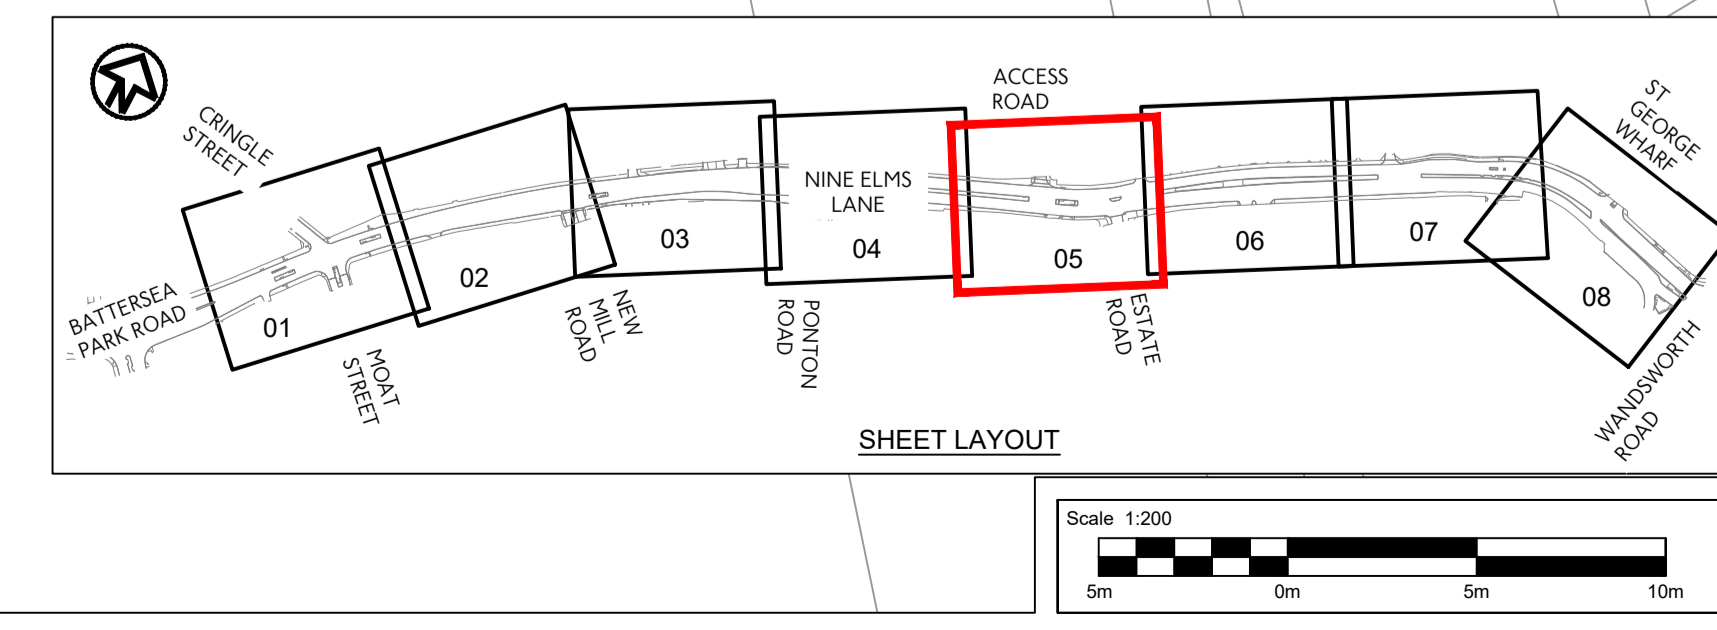 ACCESS
ROAD
CRINGLE
STREET
ST
GEORGE
WHARF
NINE ELMS
LANE
BATTERSEA
PARK ROAD
01
02
03
04
05
06
07
08
MOAT
STREET
NEW
MILL
ROAD
PONTON
ROAD
ESTATE
ROAD
WANDSWORTH
ROAD
SHEET LAYOUT
Scale 1:200
5m 0m 5m 10m